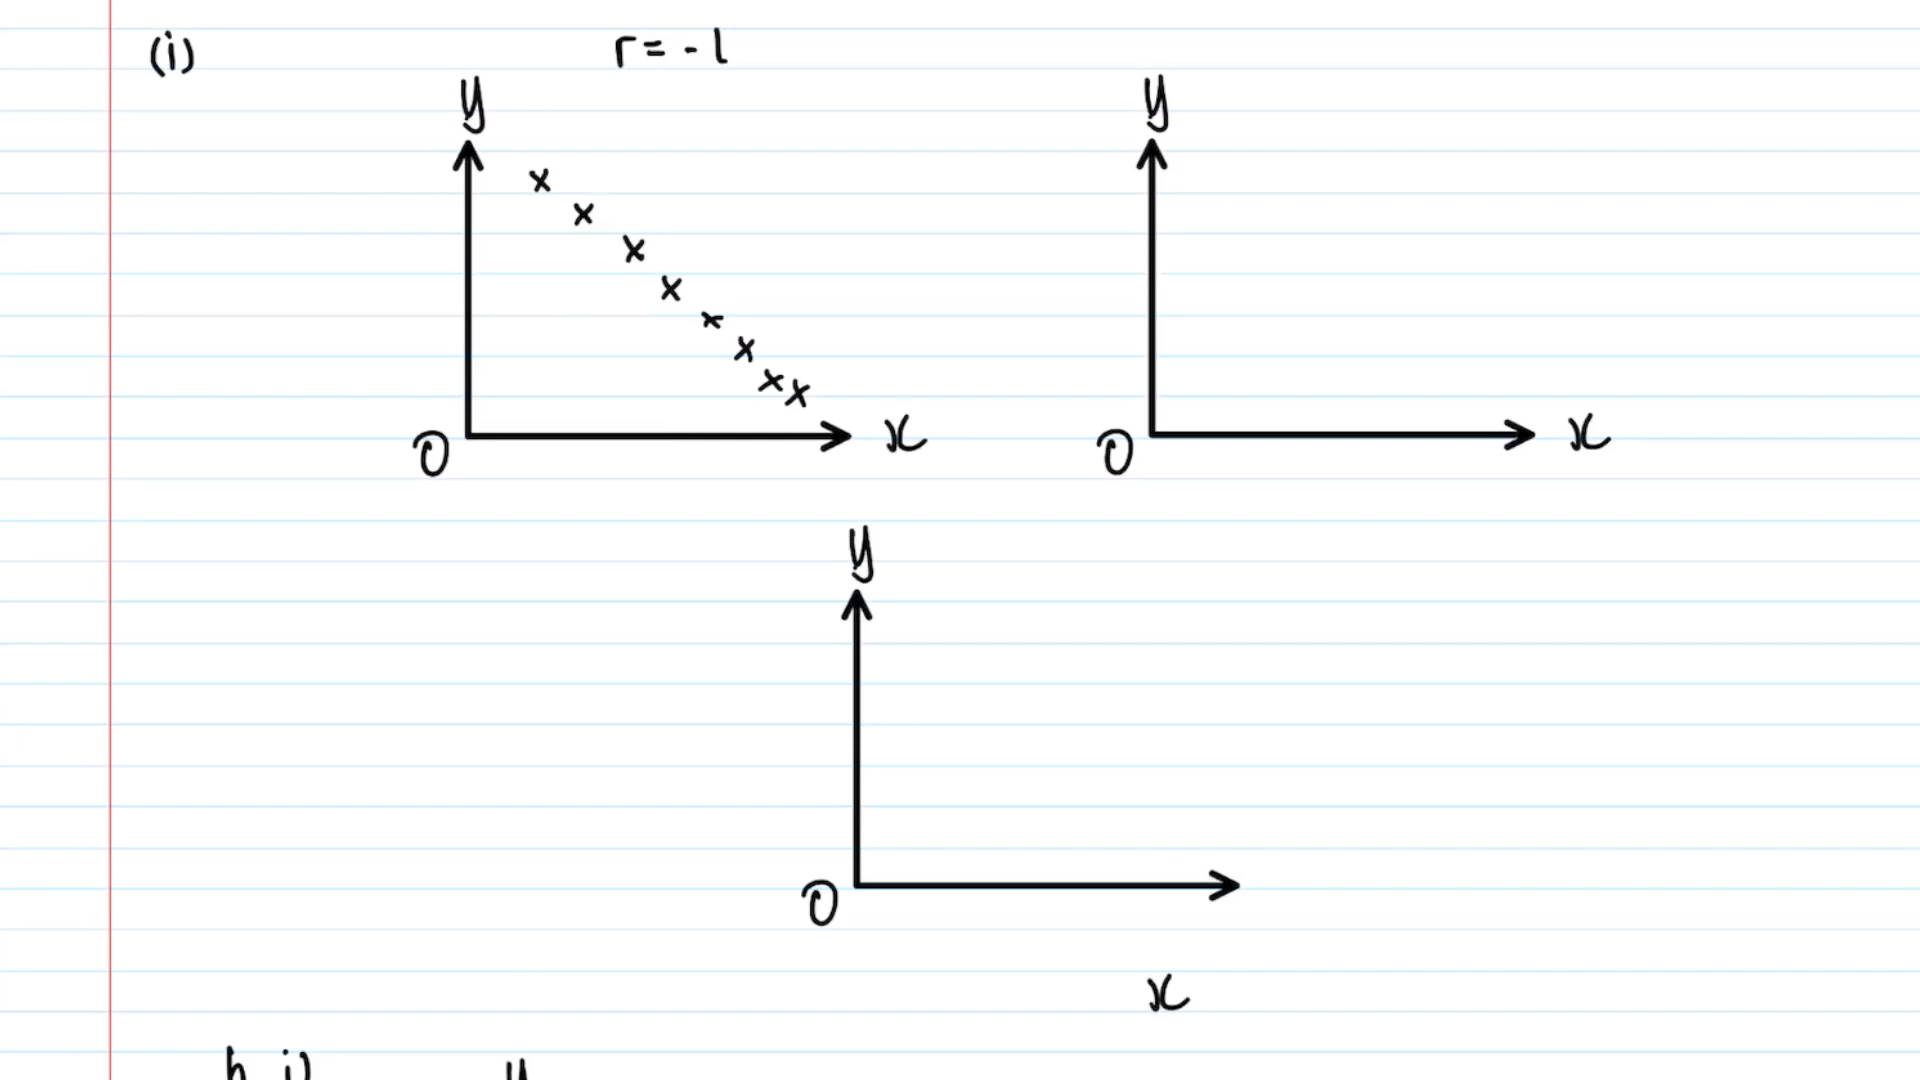 (i) r = -1
y y
x x x x x x x x
O x O x
y
O
x
b i) y